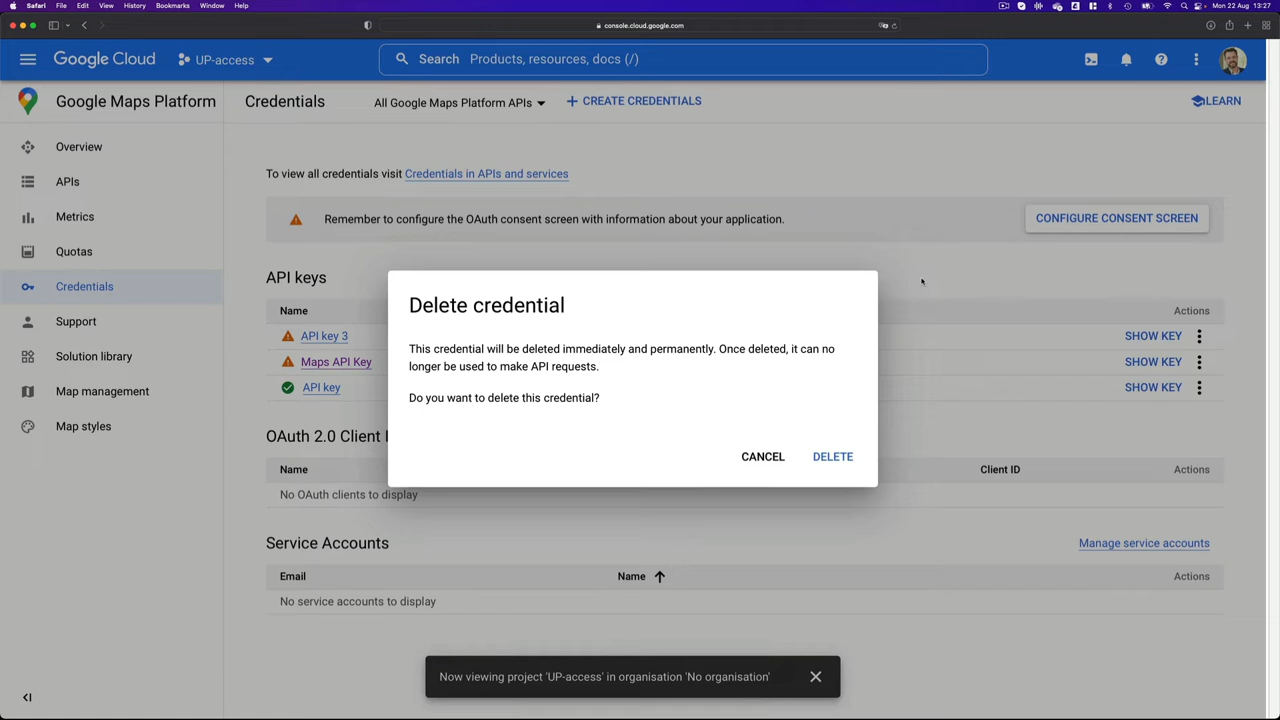 Safari File Edit View History Bookmarks Window Help
Mon 22 Aug 13:27
console.cloud.google.com
Google Cloud
UP-access
Search Products, resources, docs (/)
Google Maps Platform
Credentials
All Google Maps Platform APIs
CREATE CREDENTIALS
LEARN
Overview
APIs
Metrics
Quotas
Credentials
Support
Solution library
Map management
Map styles
To view all credentials visit Credentials in APIs and services
Remember to configure the OAuth consent screen with information about your application.
CONFIGURE CONSENT SCREEN
API keys
Name
Actions
API key 3
SHOW KEY
Maps API Key
SHOW KEY
API key
SHOW KEY
Delete credential
This credential will be deleted immediately and permanently. Once deleted, it can no
longer be used to make API requests.
Do you want to delete this credential?
CANCEL
DELETE
OAuth 2.0 Client I
Name
Client ID
Actions
No OAuth clients to display
Service Accounts
Manage service accounts
Email
Name
Actions
No service accounts to display
Now viewing project 'UP-access' in organisation 'No organisation'